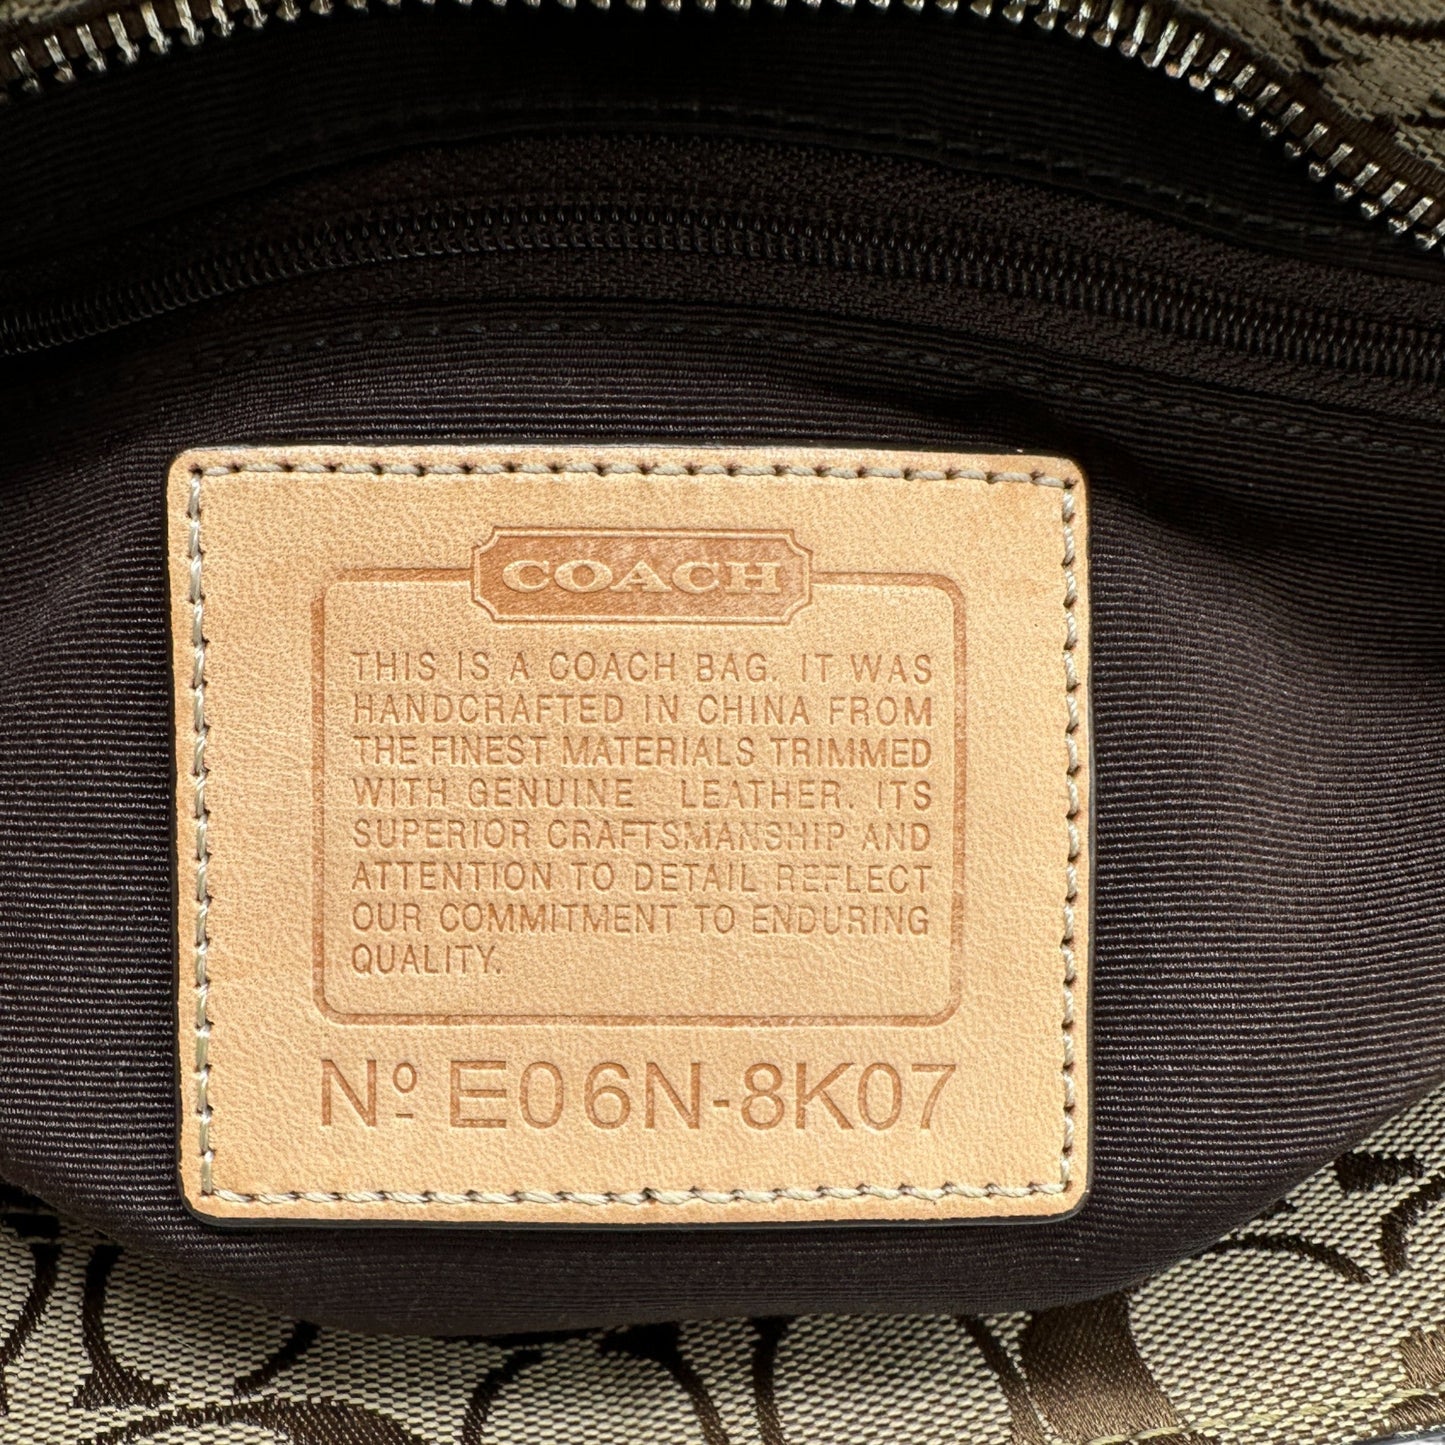 COACH
THIS IS A COACH BAG. IT WAS
HANDCRAFTED IN CHINA FROM
THE FINEST MATERIALS TRIMMED
WITH GENUINE LEATHER. ITS
SUPERIOR CRAFTSMANSHIP AND
ATTENTION TO DETAIL REFLECT
OUR COMMITMENT TO ENDURING
QUALITY.
Nº E06N-8K07